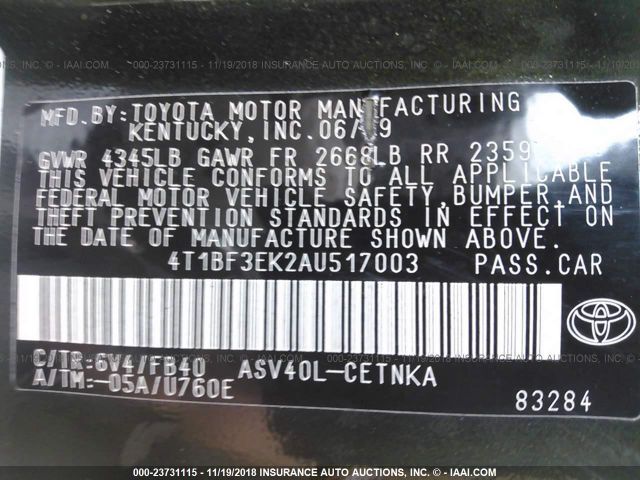 000-23731115 - 11/19/2018 INSURANCE AUTO AUCTIONS, INC. - IAAI.COM
MFD.BY:TOYOTA MOTOR MANUFACTURING
KENTUCKY,INC.06/09
GVWR 4345LB GAWR FR 2668LB RR 2359
THIS VEHICLE CONFORMS TO ALL APPLICABLE
FEDERAL MOTOR VEHICLE SAFETY,BUMPER,AND
THEFT PREVENTION STANDARDS IN EFFECT ON
THE DATE OF MANUFACTURE SHOWN ABOVE.
4T1BF3EK2AU517003 PASS.CAR
C/TR:6V4/FB40 ASV40L-CETNKA
A/TM:-05A/U760E
83284
000-23731115 - 11/19/2018 INSURANCE AUTO AUCTIONS, INC. - IAAI.COM